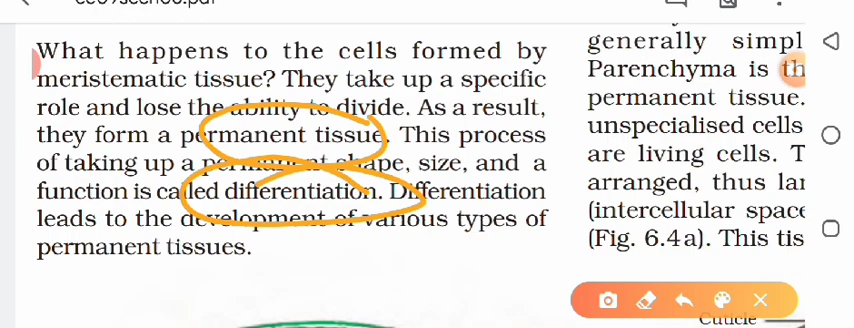 What happens to the cells formed by
meristematic tissue? They take up a specific
role and lose the ability to divide. As a result,
they form a permanent tissue. This process
of taking up a permanent shape, size, and a
function is called differentiation. Differentiation
leads to the development of various types of
permanent tissues.
generally simpl
Parenchyma is th
permanent tissue.
unspecialised cells
are living cells. T
arranged, thus lar
(intercellular space
(Fig. 6.4a). This tis
Cuticle